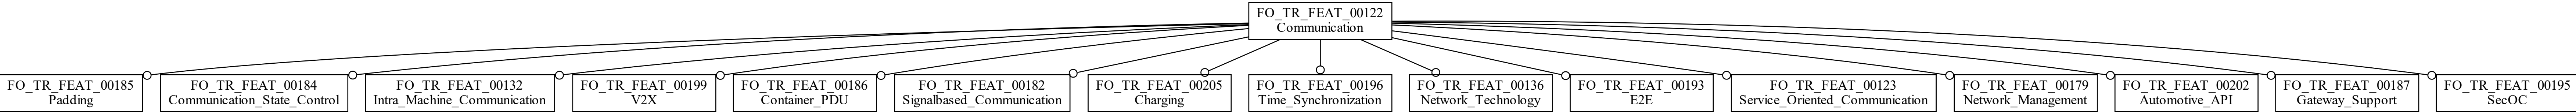 FO_TR_FEAT_00122
Communication
FO_TR_FEAT_00185
Padding
FO_TR_FEAT_00184
Communication_State_Control
FO_TR_FEAT_00132
Intra_Machine_Communication
FO_TR_FEAT_00199
V2X
FO_TR_FEAT_00186
Container_PDU
FO_TR_FEAT_00182
Signalbased_Communication
FO_TR_FEAT_00205
Charging
FO_TR_FEAT_00196
Time_Synchronization
FO_TR_FEAT_00136
Network_Technology
FO_TR_FEAT_00193
E2E
FO_TR_FEAT_00123
Service_Oriented_Communication
FO_TR_FEAT_00179
Network_Management
FO_TR_FEAT_00202
Automotive_API
FO_TR_FEAT_00187
Gateway_Support
FO_TR_FEAT_00195
SecOC